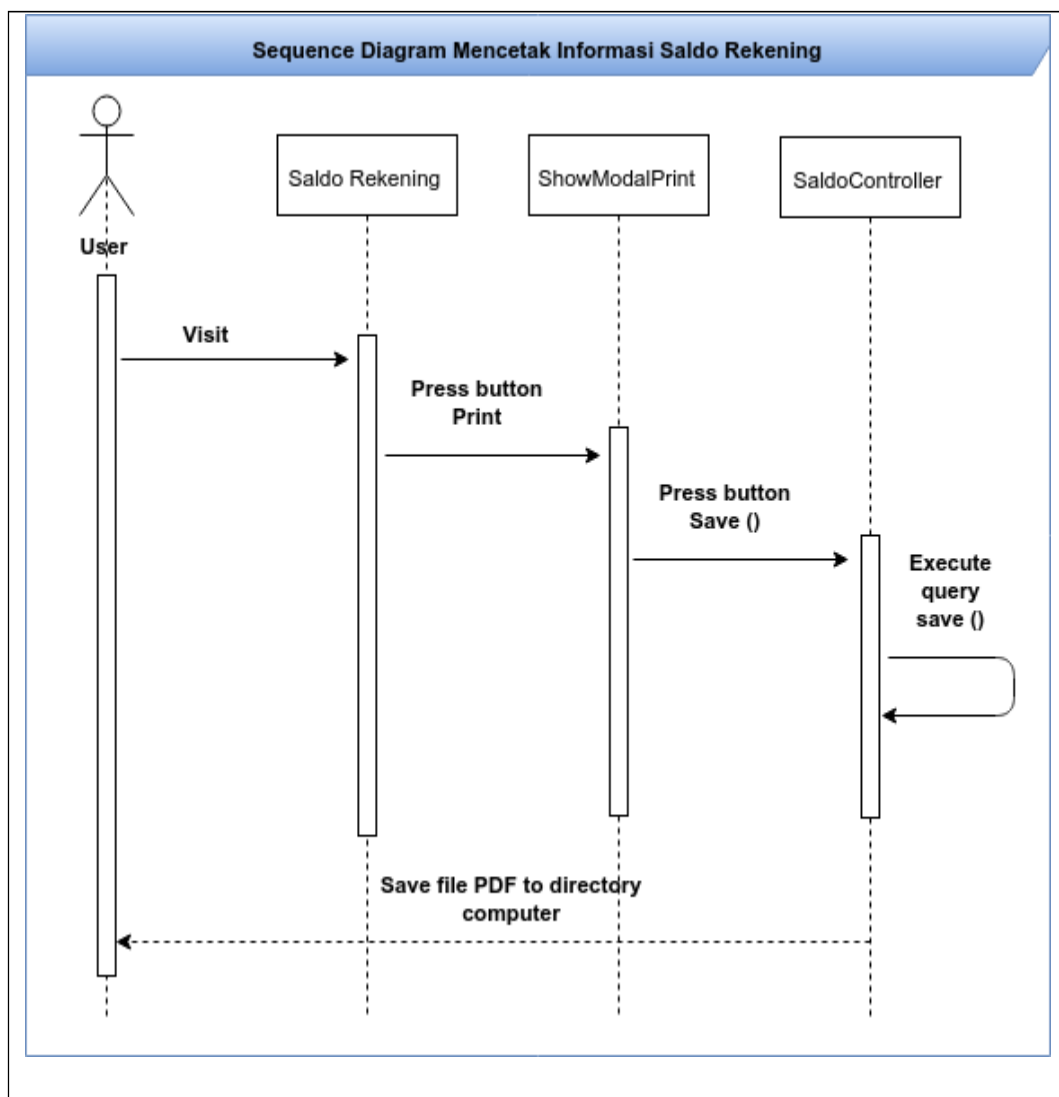 Sequence Diagram Mencetak Informasi Saldo Rekening
Saldo Rekening
ShowModalPrint
SaldoController
User
Visit
Press button
Print
Press button
Save ()
Execute
query
save ()
Save file PDF to directory
computer